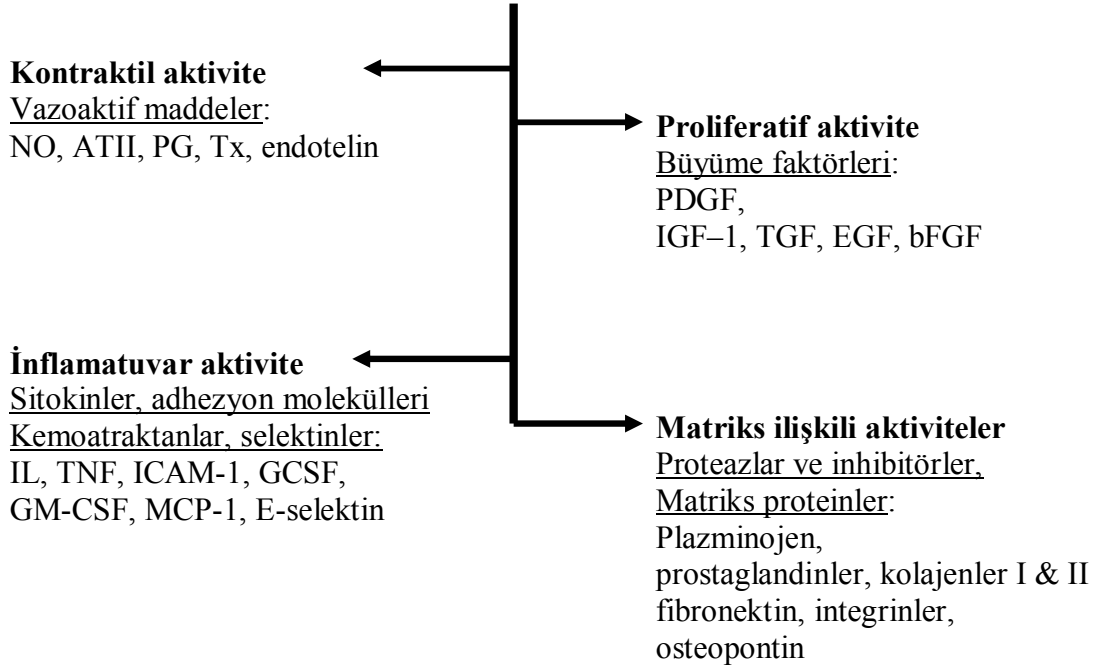 Kontraktil aktivite
Vazoaktif maddeler:
NO, ATII, PG, Tx, endotelin
Proliferatif aktivite
Büyüme faktörleri:
PDGF,
IGF–1, TGF, EGF, bFGF
İnflamatuvar aktivite
Sitokinler, adhezyon molekülleri
Kemoatraktanlar, selektinler:
IL, TNF, ICAM-1, GCSF,
GM-CSF, MCP-1, E-selektin
Matriks ilişkili aktiviteler
Proteazlar ve inhibitörler,
Matriks proteinler:
Plazminojen,
prostaglandinler, kolajenler I & II
fibronektin, integrinler,
osteopontin